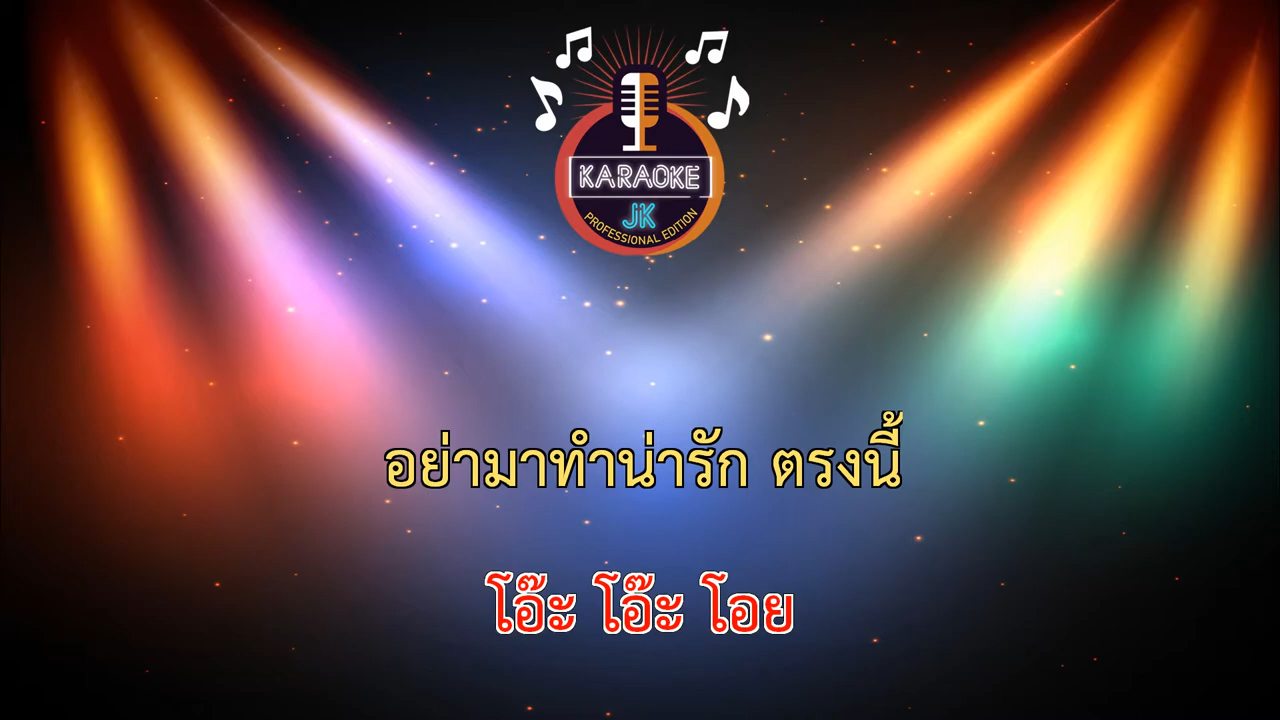 KARAOKE
JK
PROFESSIONAL EDITION
อย่ามาทำน่ารัก ตรงนี้
โอ๊ะ โอ๊ะ โอย